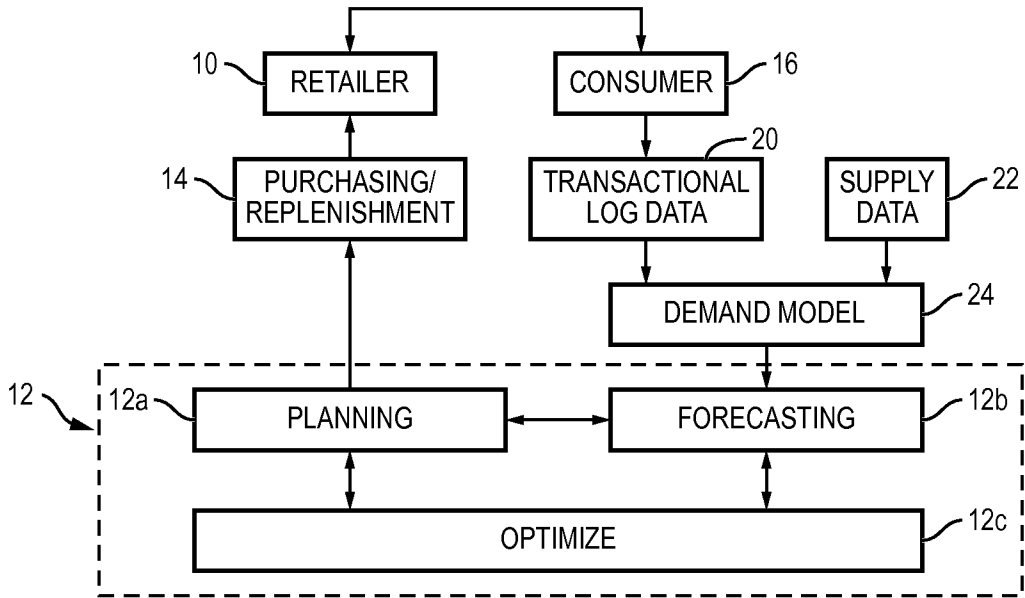 10
RETAILER
CONSUMER
16
14
PURCHASING/
REPLENISHMENT
20
TRANSACTIONAL
LOG DATA
SUPPLY
DATA
22
DEMAND MODEL
24
12
12a
PLANNING
FORECASTING
12b
OPTIMIZE
12c